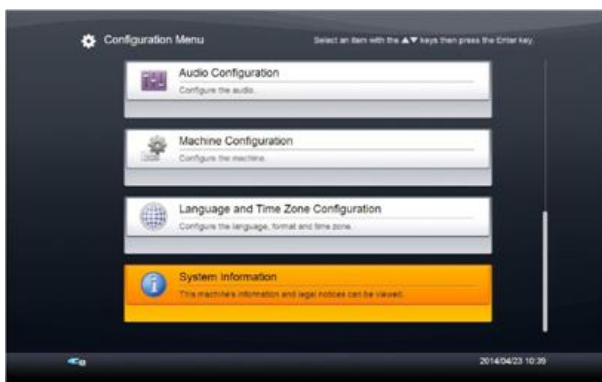 Configuration Menu
Select an item with the ▲▼ keys then press the Enter key.
Audio Configuration
Configure the audio.
Machine Configuration
Configure the machine.
Language and Time Zone Configuration
Configure the language, format and time zone.
System Information
This machine's information and legal notices can be viewed.
2014/04/23 10:39